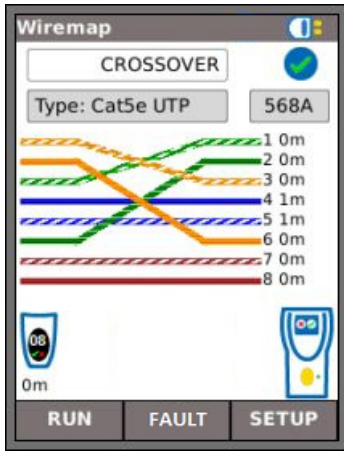 Wiremap
CROSSOVER
Type: Cat5e UTP
568A
1 0m
2 0m
3 0m
4 1m
5 1m
6 0m
7 0m
8 0m
08
0m
RUN
FAULT
SETUP